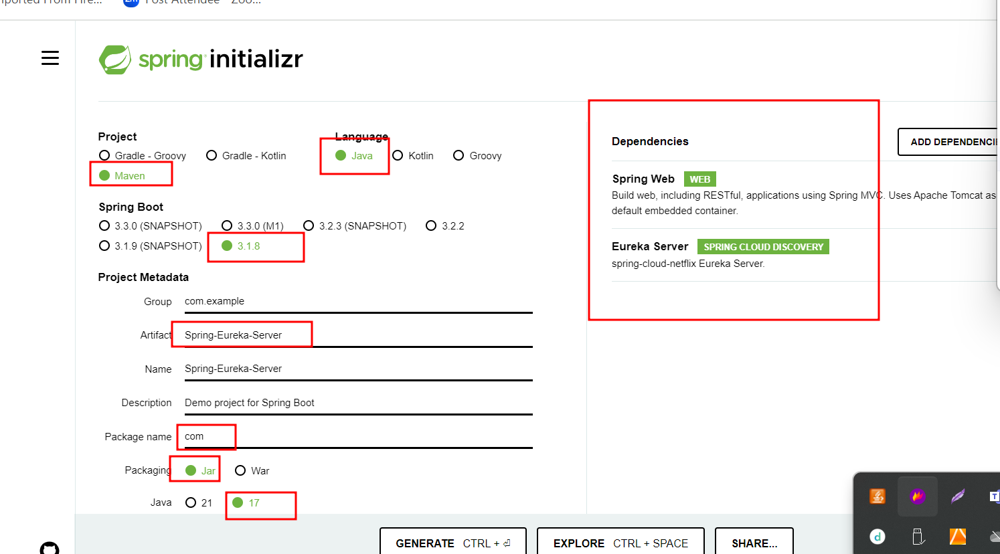 Post Attendee - Zoo...
spring initializr
Project
Gradle - Groovy
Gradle - Kotlin
Maven
Language
Java
Kotlin
Groovy
Spring Boot
3.3.0 (SNAPSHOT)
3.3.0 (M1)
3.2.3 (SNAPSHOT)
3.2.2
3.1.9 (SNAPSHOT)
3.1.8
Project Metadata
Group com.example
Artifact Spring-Eureka-Server
Name Spring-Eureka-Server
Description Demo project for Spring Boot
Package name com
Packaging Jar War
Java 21 17
Dependencies
ADD DEPENDENCI
Spring Web WEB
Build web, including RESTful, applications using Spring MVC. Uses Apache Tomcat as
default embedded container.
Eureka Server SPRING CLOUD DISCOVERY
spring-cloud-netflix Eureka Server.
GENERATE CTRL + ⏎
EXPLORE CTRL + SPACE
SHARE...